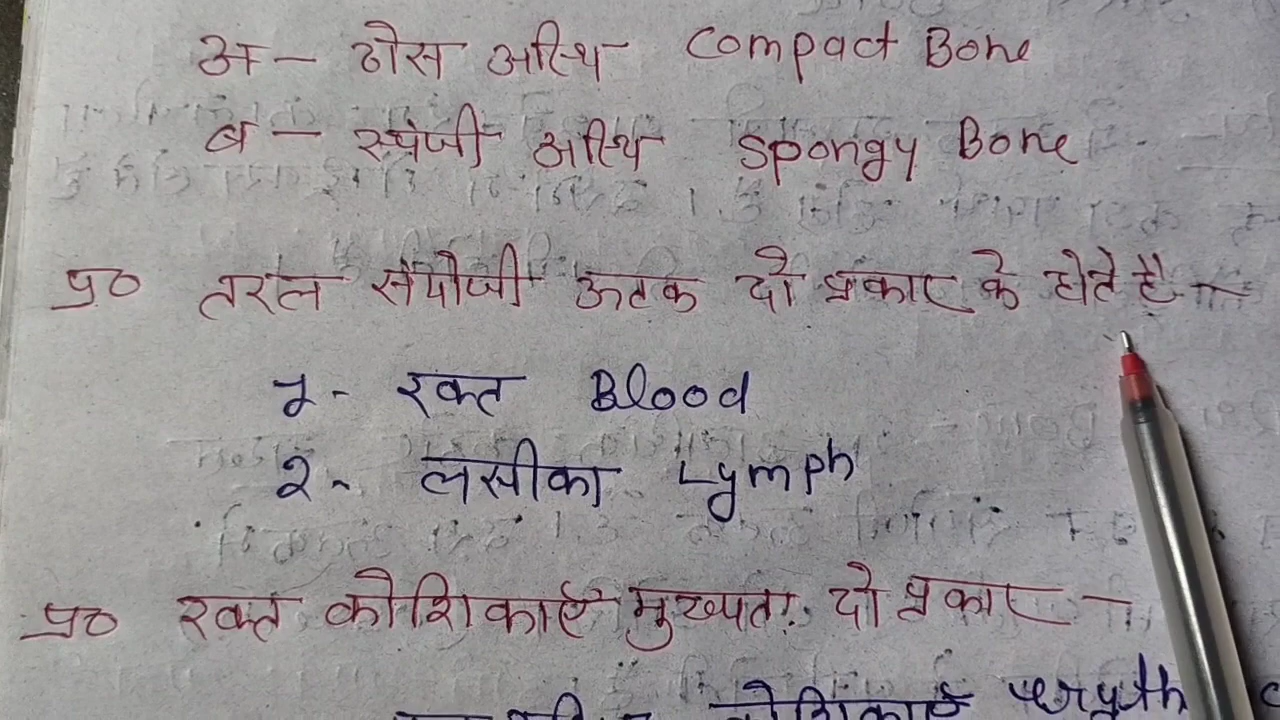 अ - ठोस अस्थि Compact Bone
ब - स्पंजी अस्थि Spongy Bone
प्र० तरल संयोजी ऊतक दो प्रकार के होते है -
1- रक्त Blood
2- लसीका Lymph
प्र० रक्त कोशिकाऐं मुख्यतः दो प्रकार -
कोशिकाऐं